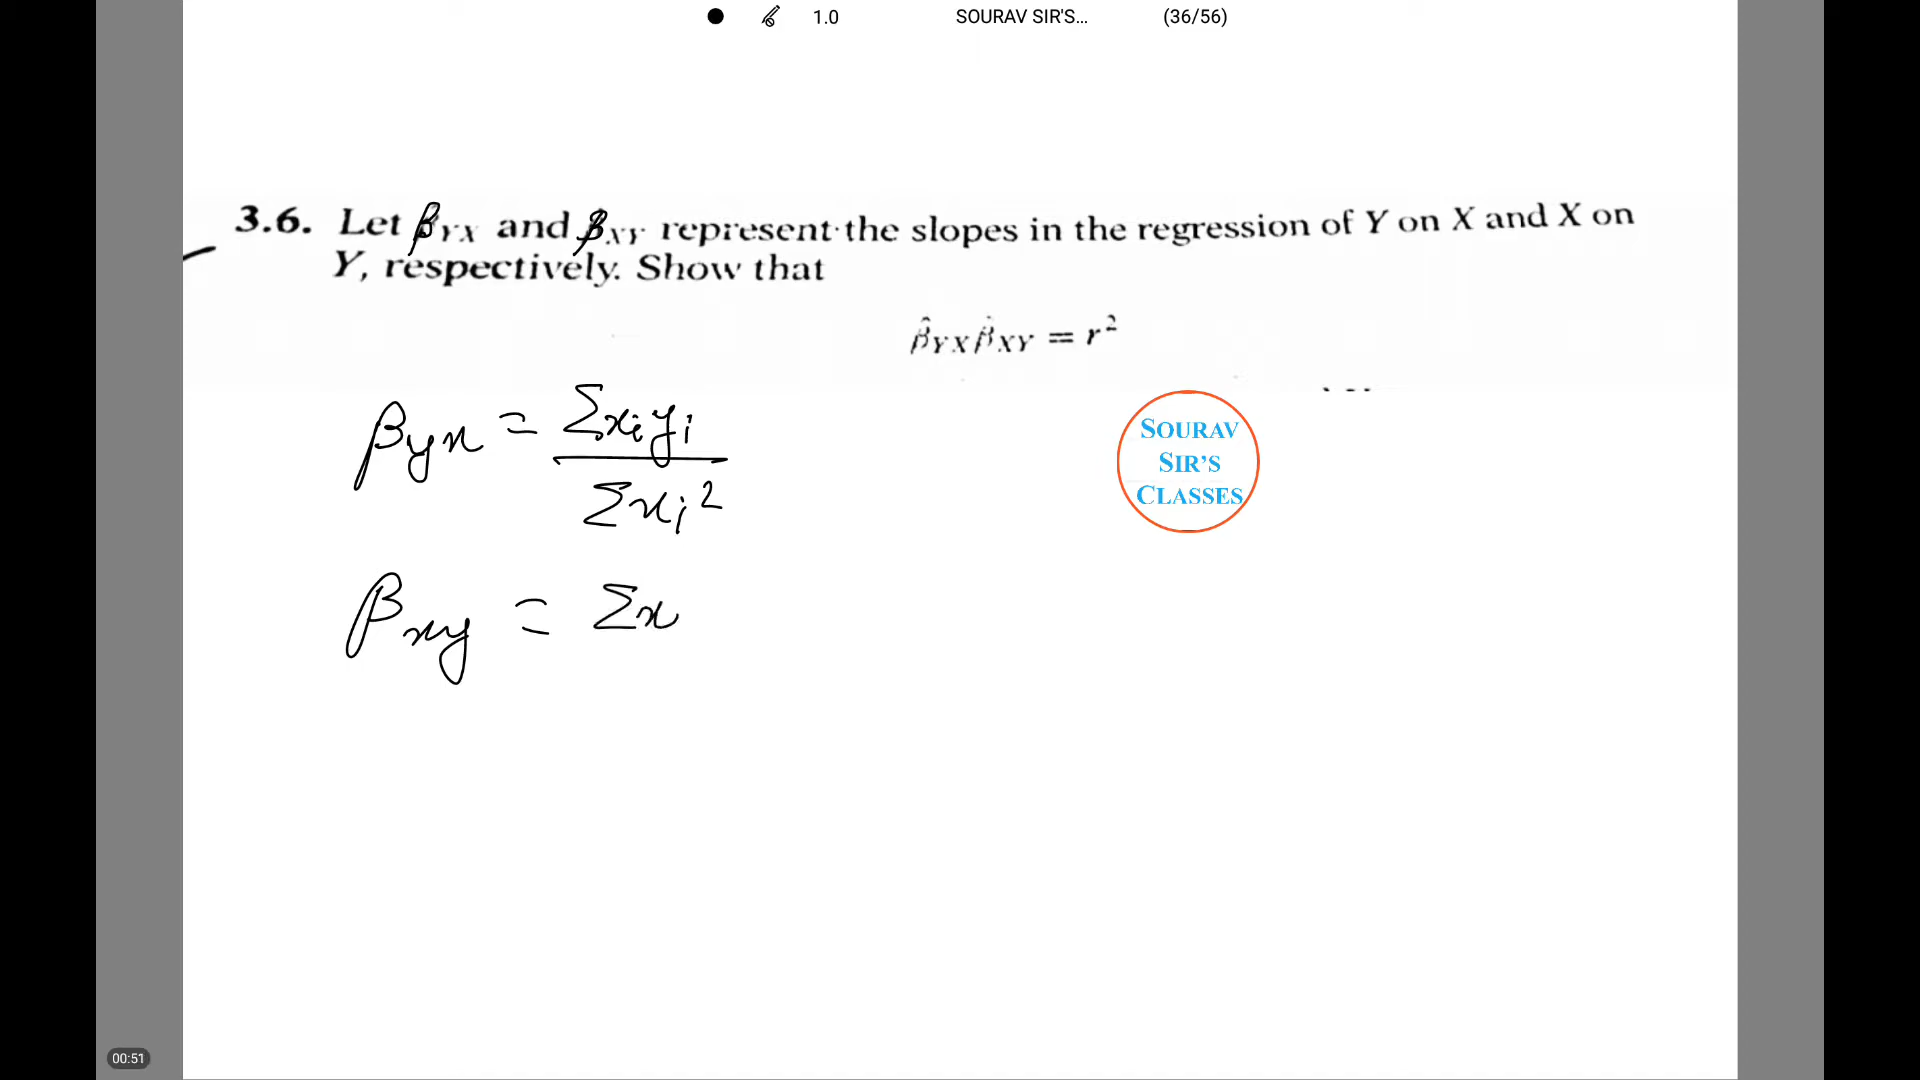 1.0 SOURAV SIR'S... (36/56)
3.6. Let βYX and βXY represent the slopes in the regression of Y on X and X on
Y, respectively. Show that
β̂YX β̂XY = r²
βyx = Σxiyi / Σxi²
SOURAV
SIR'S
CLASSES
βxy = Σx
00:51